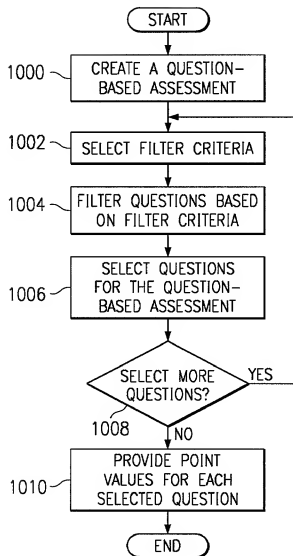 START
1000
CREATE A QUESTION-
BASED ASSESSMENT
1002
SELECT FILTER CRITERIA
1004
FILTER QUESTIONS BASED
ON FILTER CRITERIA
1006
SELECT QUESTIONS
FOR THE QUESTION-
BASED ASSESSMENT
SELECT MORE
QUESTIONS?
YES
1008
NO
1010
PROVIDE POINT
VALUES FOR EACH
SELECTED QUESTION
END